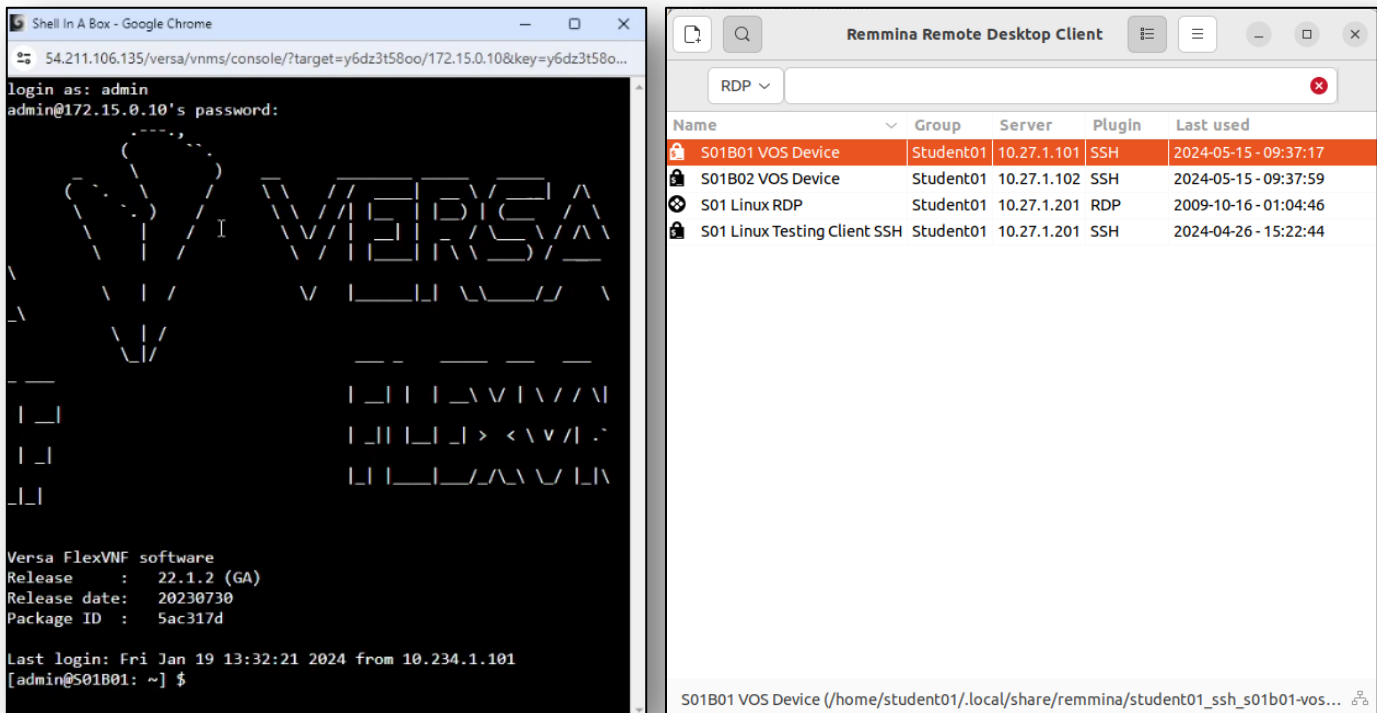 Shell In A Box - Google Chrome
54.211.106.135/versa/vnms/console/?target=y6dz3t58oo/172.15.0.10&key=y6dz3t58o...
login as: admin
admin@172.15.0.10's password:
VERSA
FLEXVNF
Versa FlexVNF software
Release : 22.1.2 (GA)
Release date: 20230730
Package ID : 5ac317d
Last login: Fri Jan 19 13:32:21 2024 from 10.234.1.101
[admin@S01B01: ~] $
Remmina Remote Desktop Client
RDP
Name Group Server Plugin Last used
S01B01 VOS Device Student01 10.27.1.101 SSH 2024-05-15 - 09:37:17
S01B02 VOS Device Student01 10.27.1.102 SSH 2024-05-15 - 09:37:59
S01 Linux RDP Student01 10.27.1.201 RDP 2009-10-16 - 01:04:46
S01 Linux Testing Client SSH Student01 10.27.1.201 SSH 2024-04-26 - 15:22:44
S01B01 VOS Device (/home/student01/.local/share/remmina/student01_ssh_s01b01-vos...